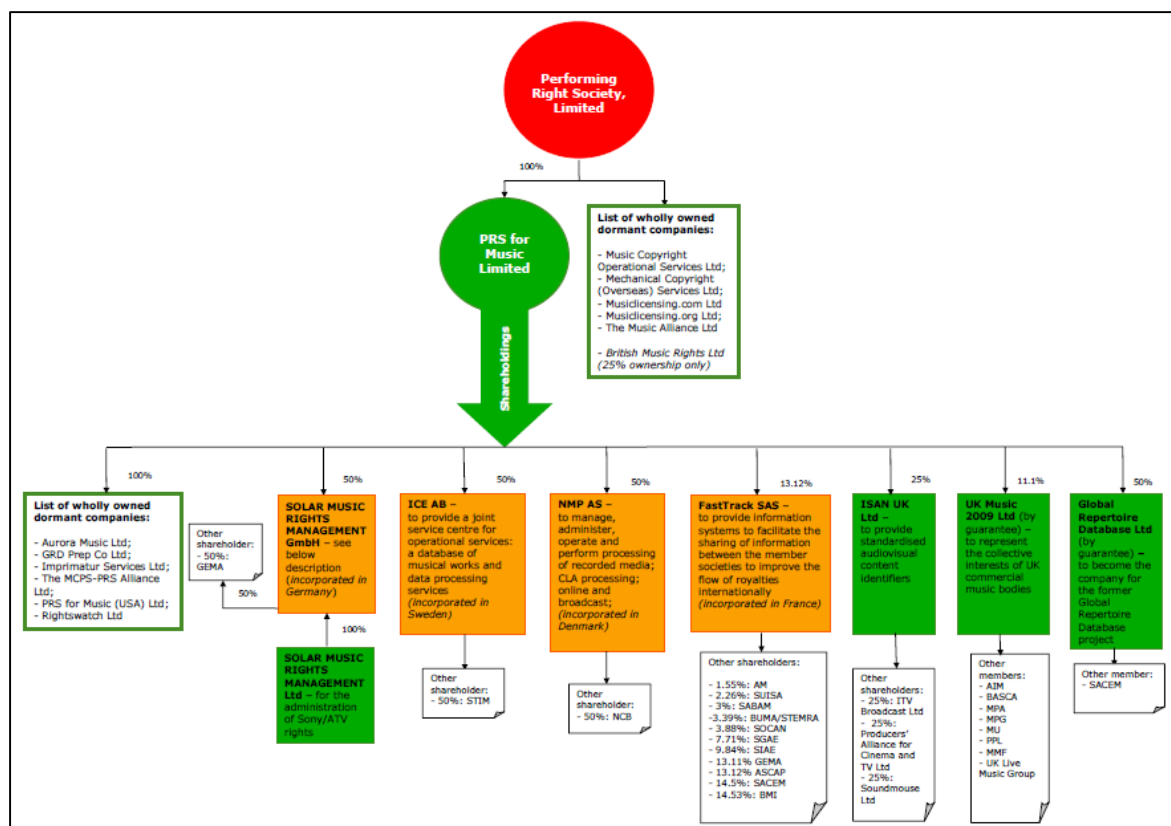 Performing
Right Society,
Limited
100%
PRS for
Music
Limited
List of wholly owned
dormant companies:
- Music Copyright
Operational Services Ltd;
- Mechanical Copyright
(Overseas) Services Ltd;
- Musiclicensing.com Ltd
- Musiclicensing.org Ltd;
- The Music Alliance Ltd
- British Music Rights Ltd
(25% ownership only)
Shareholdings
100%
List of wholly owned
dormant companies:
- Aurora Music Ltd;
- GRD Prep Co Ltd;
- Imprimatur Services Ltd;
- The MCPS-PRS Alliance
Ltd;
- PRS for Music (USA) Ltd;
- Rightswatch Ltd
Other
shareholder:
- 50%:
GEMA
50%
50%
SOLAR MUSIC
RIGHTS
MANAGEMENT
GmbH – see
below
description
(incorporated in
Germany)
100%
SOLAR MUSIC
RIGHTS
MANAGEMENT
Ltd – for the
administration
of Sony/ATV
rights
50%
ICE AB –
to provide a joint
service centre for
operational services:
a database of
musical works and
data processing
services
(incorporated in
Sweden)
Other
shareholder:
- 50%: STIM
50%
NMP AS –
to manage,
administer,
operate and
perform processing
of recorded media;
CLA processing;
online and
broadcast;
(incorporated in
Denmark)
Other
shareholder:
- 50%: NCB
13.12%
FastTrack SAS –
to provide information
systems to facilitate the
sharing of information
between the member
societies to improve the
flow of royalties
internationally
(incorporated in France)
Other shareholders:
- 1.55%: AM
- 2.26%: SUISA
- 3%: SABAM
-3.39%: BUMA/STEMRA
- 3.88%: SOCAN
- 7.71%: SGAE
- 9.84%: SIAE
- 13.11% GEMA
- 13.12% ASCAP
- 14.5%: SACEM
- 14.53%: BMI
25%
ISAN UK
Ltd –
to provide
standardised
audiovisual
content
identifiers
Other
shareholders:
- 25%: ITV
Broadcast Ltd
- 25%:
Producers'
Alliance for
Cinema and
TV Ltd
- 25%:
Soundmouse
Ltd
11.1%
UK Music
2009 Ltd (by
guarantee) –
to represent
the collective
interests of UK
commercial
music bodies
Other
members:
- AIM
- BASCA
- MPA
- MPG
- MU
- PPL
- MMF
- UK Live
Music Group
50%
Global
Repertoire
Database Ltd
(by
guarantee) –
to become the
company for
the former
Global
Repertoire
Database
project
Other member:
- SACEM